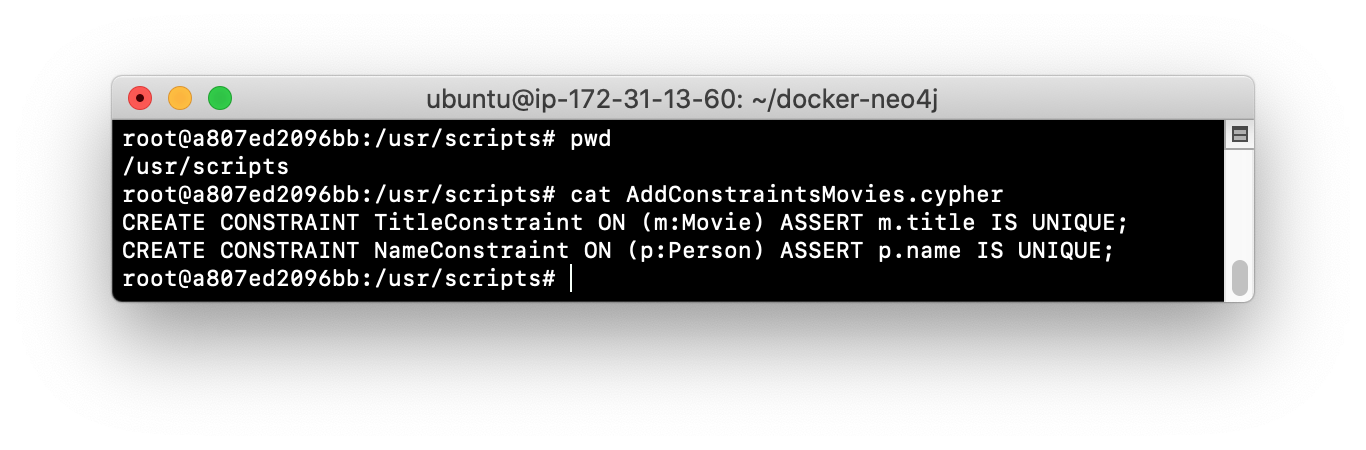 ubuntu@ip-172-31-13-60: ~/docker-neo4j
root@a807ed2096bb:/usr/scripts# pwd
/usr/scripts
root@a807ed2096bb:/usr/scripts# cat AddConstraintsMovies.cypher
CREATE CONSTRAINT TitleConstraint ON (m:Movie) ASSERT m.title IS UNIQUE;
CREATE CONSTRAINT NameConstraint ON (p:Person) ASSERT p.name IS UNIQUE;
root@a807ed2096bb:/usr/scripts#